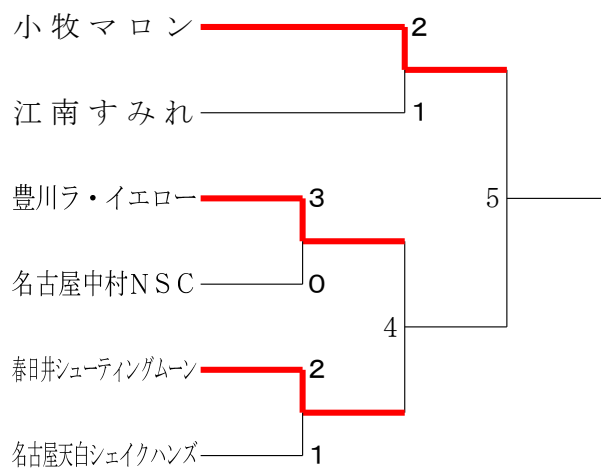 小牧マロン
2
江南すみれ
1
豊川ラ・イエロー
3
5
名古屋中村NSC
0
4
春日井シューティングムーン
2
名古屋天白シェイクハンズ
1